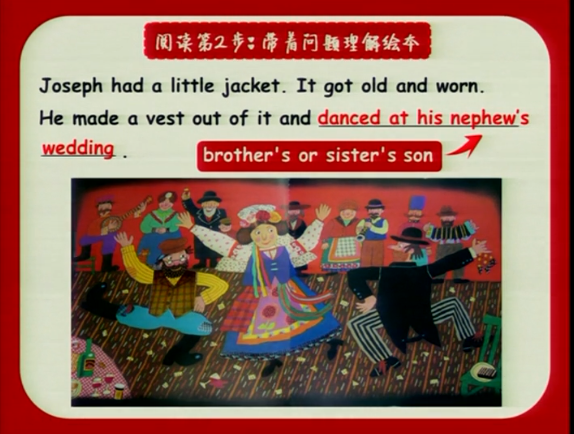 阅读第2步：带着问题理解绘本
Joseph had a little jacket. It got old and worn.
He made a vest out of it and danced at his nephew's
wedding .
brother's or sister's son